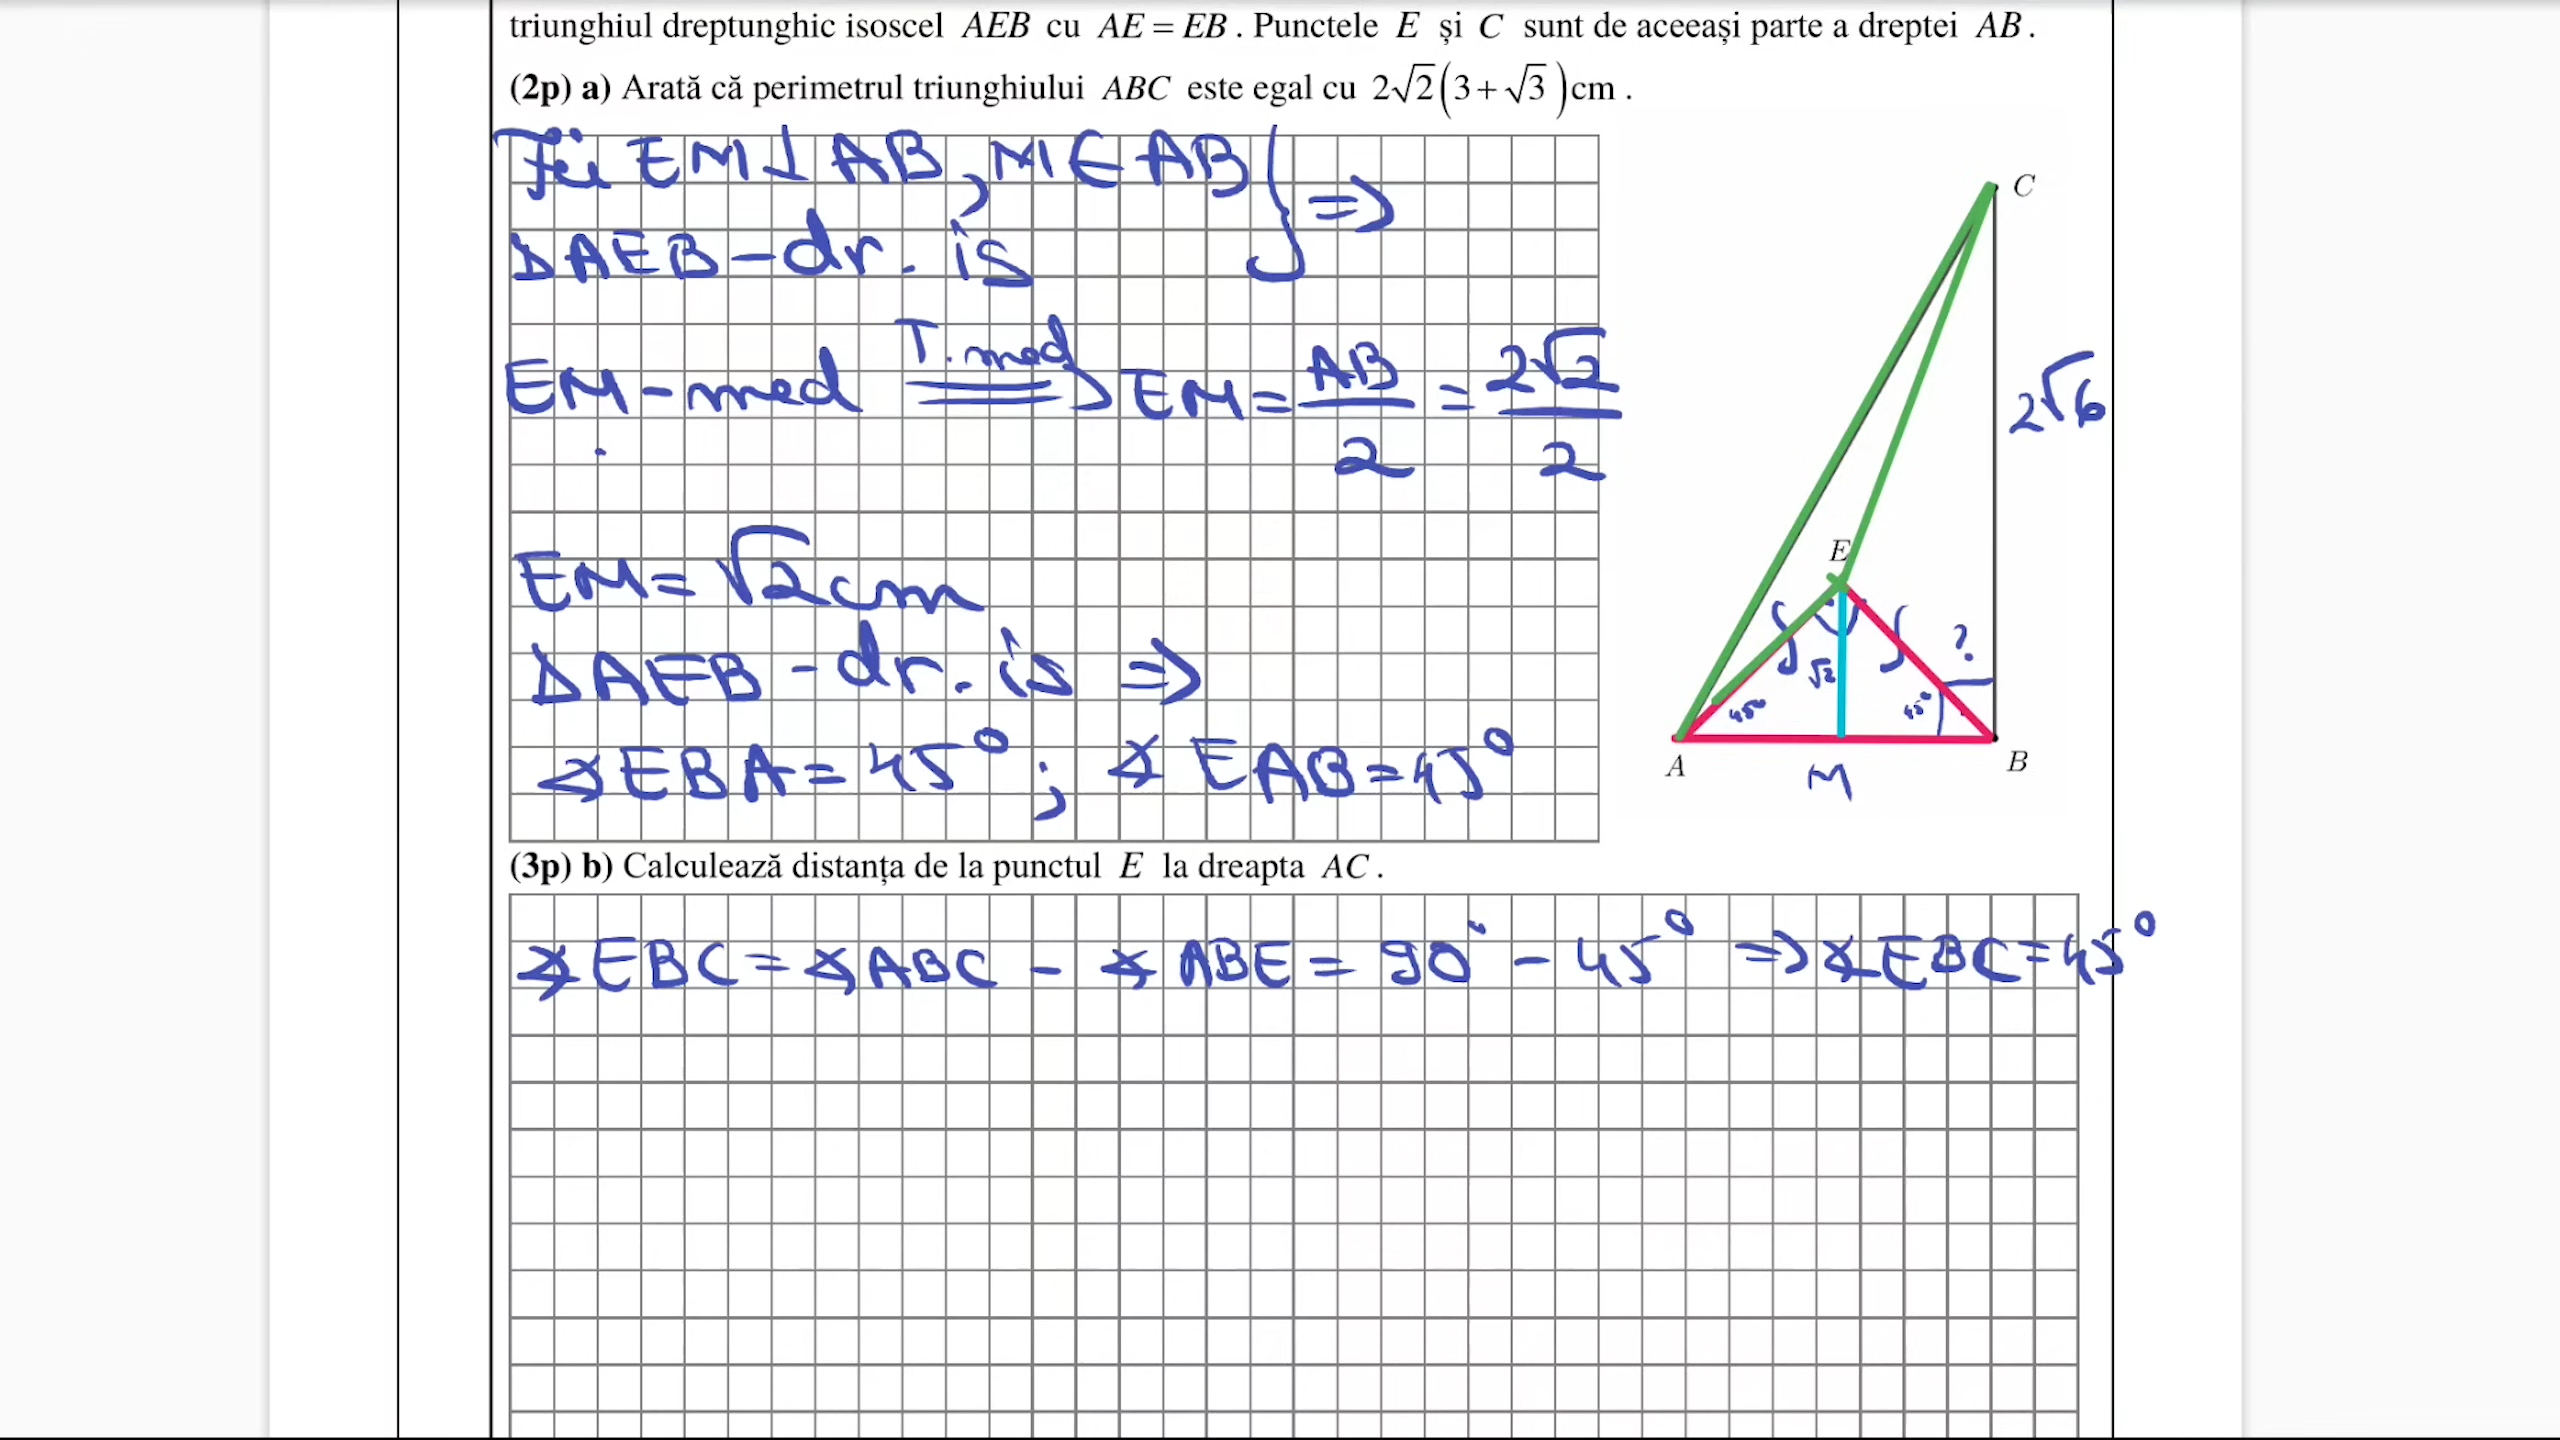 triunghiul dreptunghic isoscel AEB cu AE = EB. Punctele E și C sunt de aceeași parte a dreptei AB.
(2p) a) Arată că perimetrul triunghiului ABC este egal cu 2√2(3+√3)cm.
Fie EM ⊥ AB, M ∈ AB } =>
ΔAEB - dr. is
EM - med =T. med=> EM = AB/2 = 2√2/2
EM = √2 cm
ΔAEB - dr. is =>
∢EBA = 45°; ∢EAB = 45°
C
2√6
E
?
√2
45°
45°
A
M
B
(3p) b) Calculează distanța de la punctul E la dreapta AC.
∢EBC = ∢ABC - ∢ABE = 90° - 45° => ∢EBC = 45°